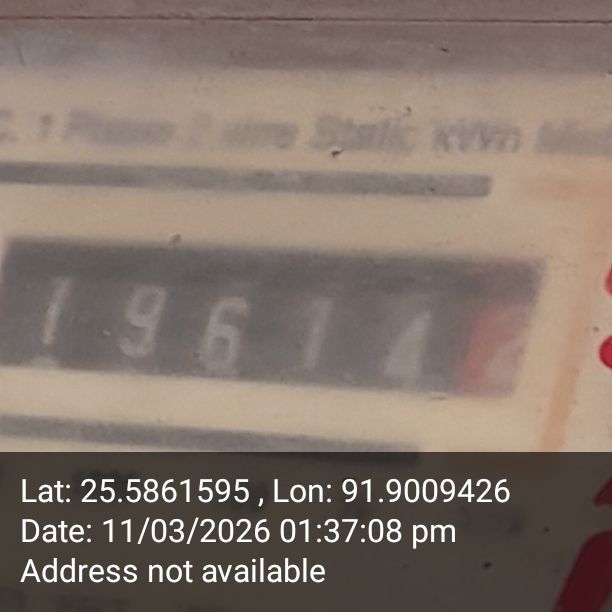 1 Phase 2 wire Static kWh
19614
Lat: 25.5861595 , Lon: 91.9009426
Date: 11/03/2026 01:37:08 pm
Address not available